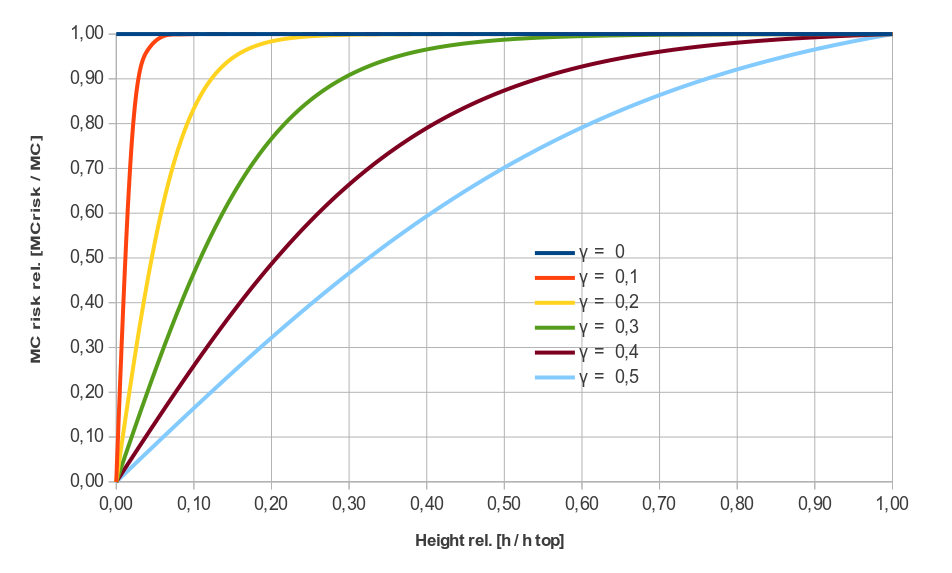 1,00
0,90
0,80
0,70
0,60
0,50
0,40
0,30
0,20
0,10
0,00
MC risk rel. [MCrisk / MC]
γ = 0
γ = 0,1
γ = 0,2
γ = 0,3
γ = 0,4
γ = 0,5
0,00 0,10 0,20 0,30 0,40 0,50 0,60 0,70 0,80 0,90 1,00
Height rel. [h / h top]